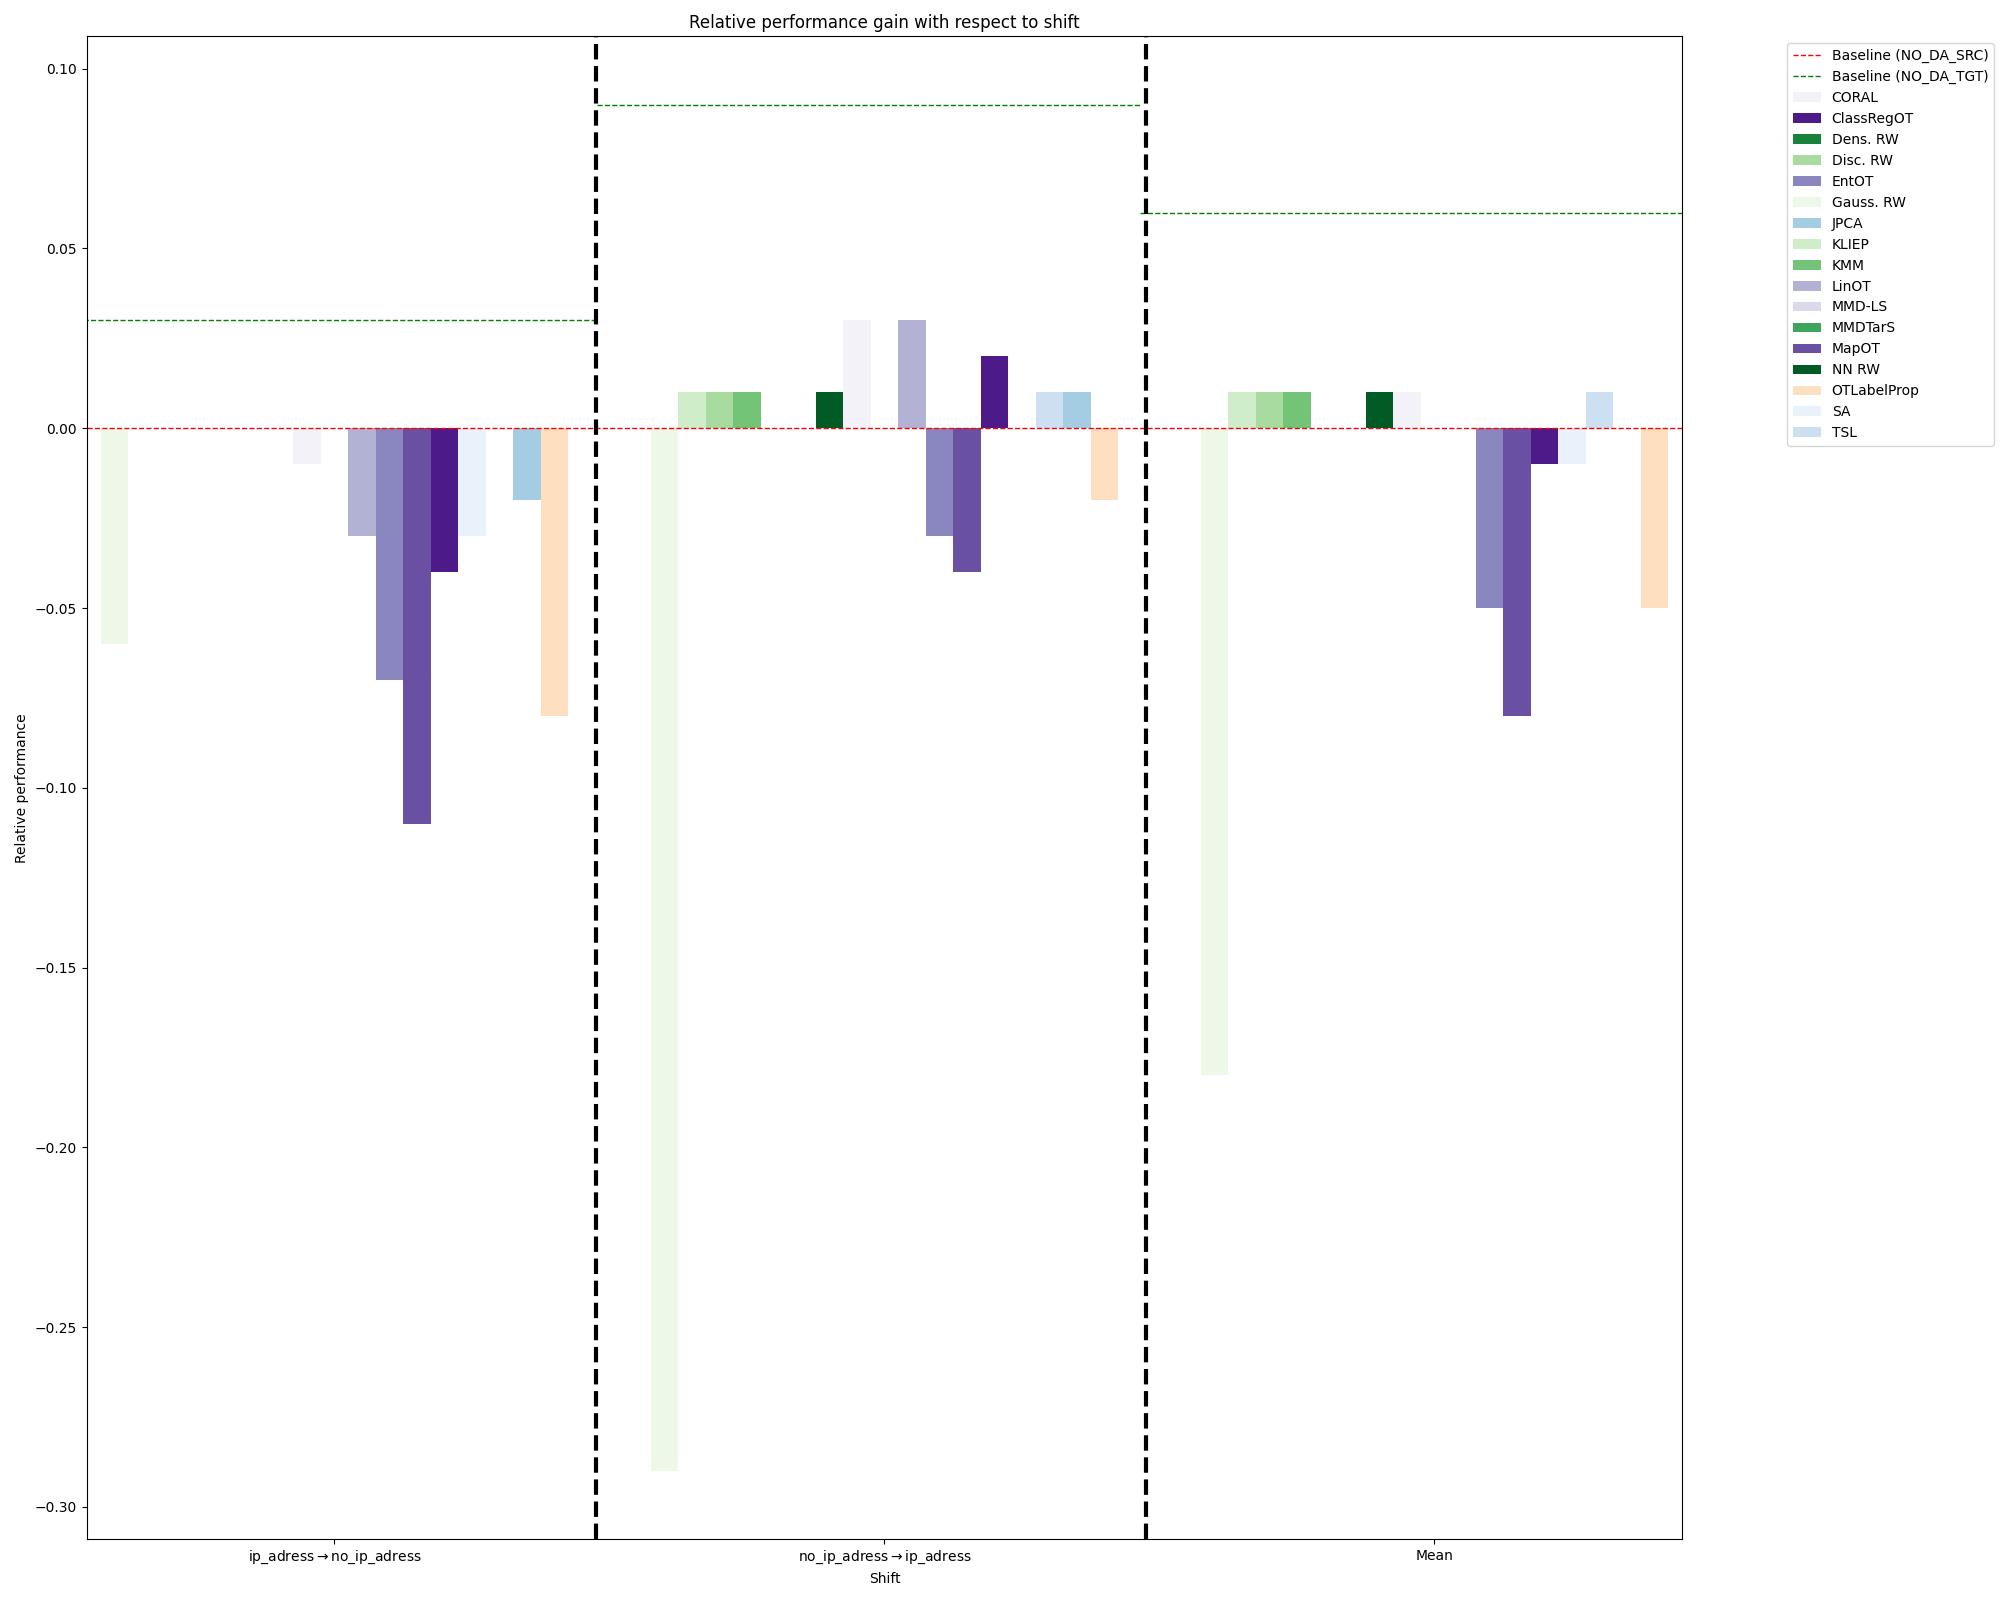 Relative performance gain with respect to shift
0.10
0.05
0.00
−0.05
−0.10
−0.15
−0.20
−0.25
−0.30
Relative performance
ip_adress→no_ip_adress
no_ip_adress→ip_adress
Mean
Shift
Baseline (NO_DA_SRC)
Baseline (NO_DA_TGT)
CORAL
ClassRegOT
Dens. RW
Disc. RW
EntOT
Gauss. RW
JPCA
KLIEP
KMM
LinOT
MMD-LS
MMDTarS
MapOT
NN RW
OTLabelProp
SA
TSL